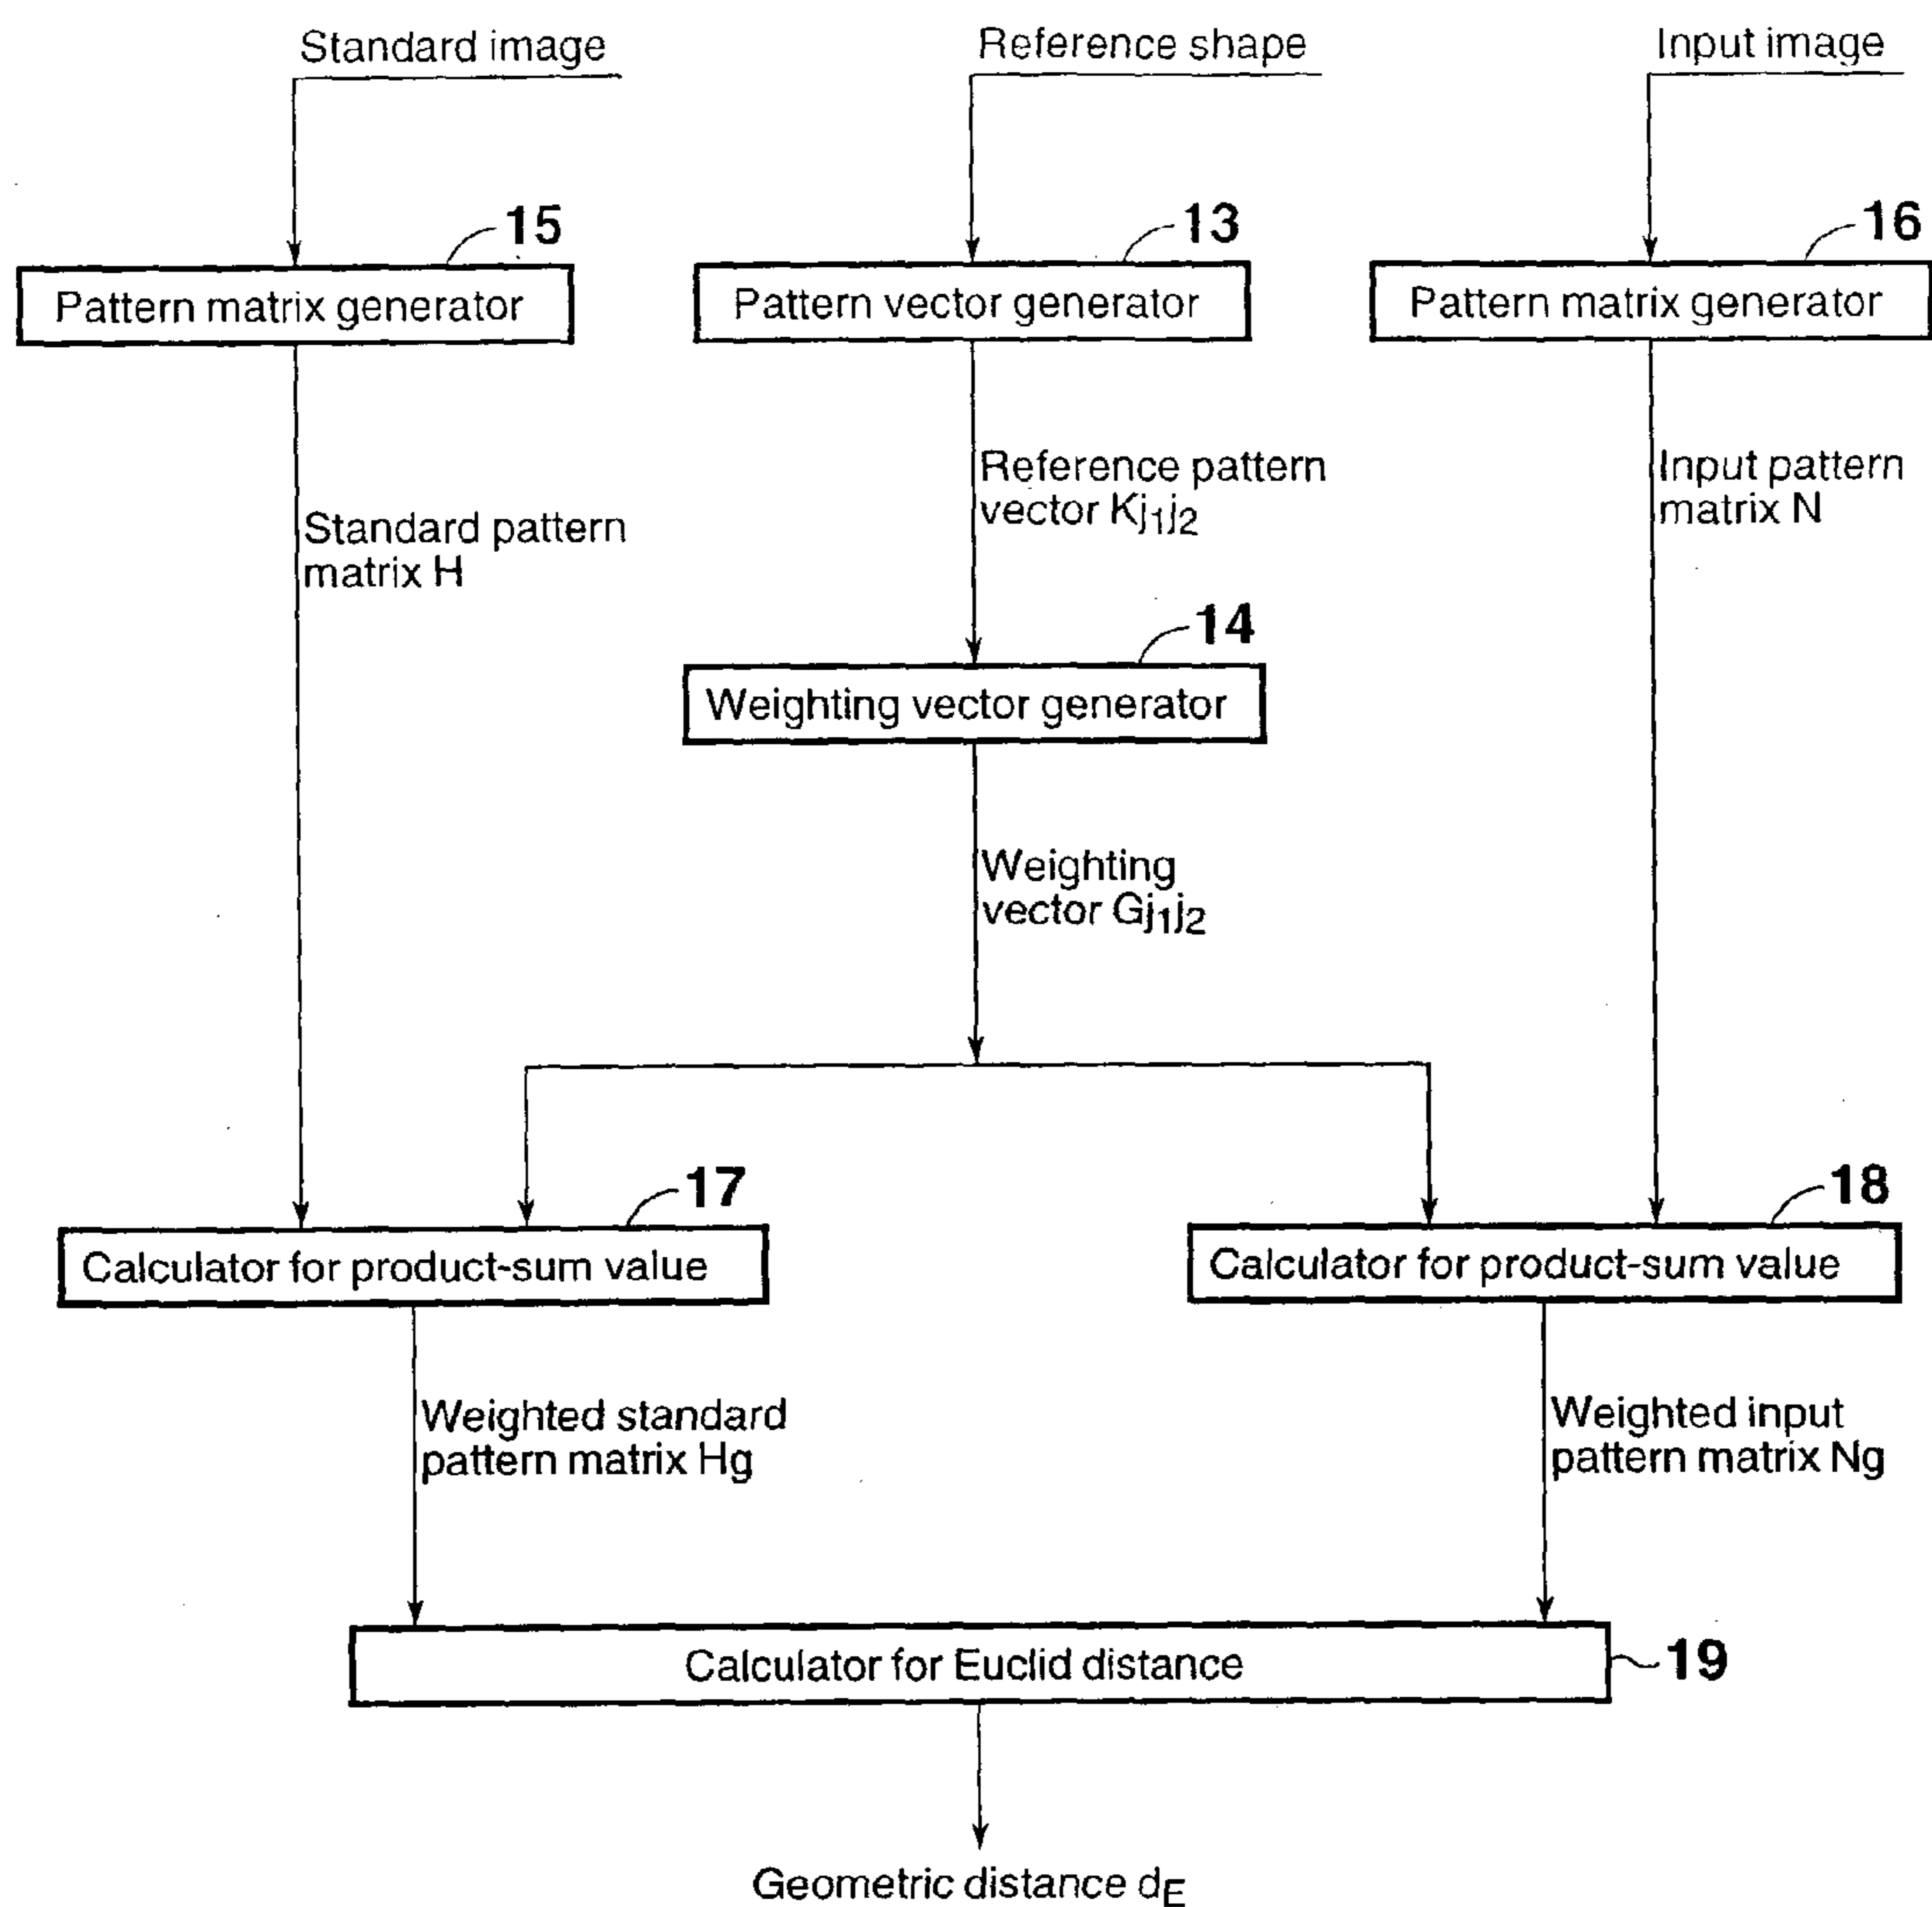 Standard image
Reference shape
Input image
15
13
16
Pattern matrix generator
Pattern vector generator
Pattern matrix generator
Reference pattern
vector Kj₁j₂
Input pattern
matrix N
Standard pattern
matrix H
14
Weighting vector generator
Weighting
vector Gj₁j₂
17
18
Calculator for product-sum value
Calculator for product-sum value
Weighted standard
pattern matrix Hg
Weighted input
pattern matrix Ng
Calculator for Euclid distance
19
Geometric distance dE